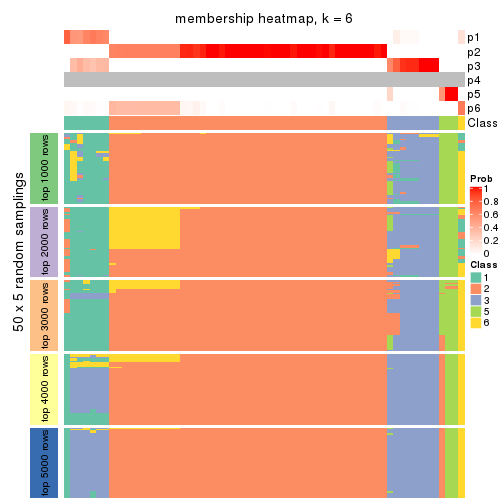 membership heatmap, k = 6
p1
p2
p3
p4
p5
p6
Class
50 x 5 random samplings
top 1000 rows
top 2000 rows
top 3000 rows
top 4000 rows
top 5000 rows
Prob
1
0.8
0.6
0.4
0.2
0
Class
1
2
3
5
6